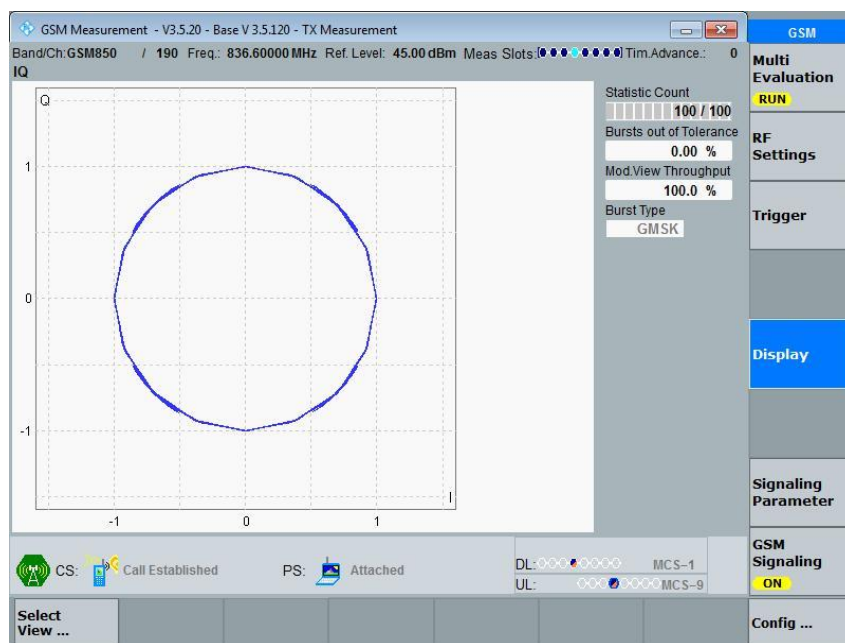 GSM Measurement - V3.5.20 - Base V 3.5.120 - TX Measurement
GSM
Band/Ch:GSM850 / 190 Freq.: 836.60000 MHz Ref. Level: 45.00 dBm Meas Slots: Tim.Advance.: 0
IQ
Multi
Evaluation
RUN
Q
1
0
-1
-1 0 1
I
Statistic Count
100 / 100
Bursts out of Tolerance
0.00 %
Mod.View Throughput
100.0 %
Burst Type
GMSK
RF
Settings
Trigger
Display
Signaling
Parameter
GSM
Signaling
ON
CS: Call Established PS: Attached
DL: MCS-1
UL: MCS-9
Select
View ...
Config ...